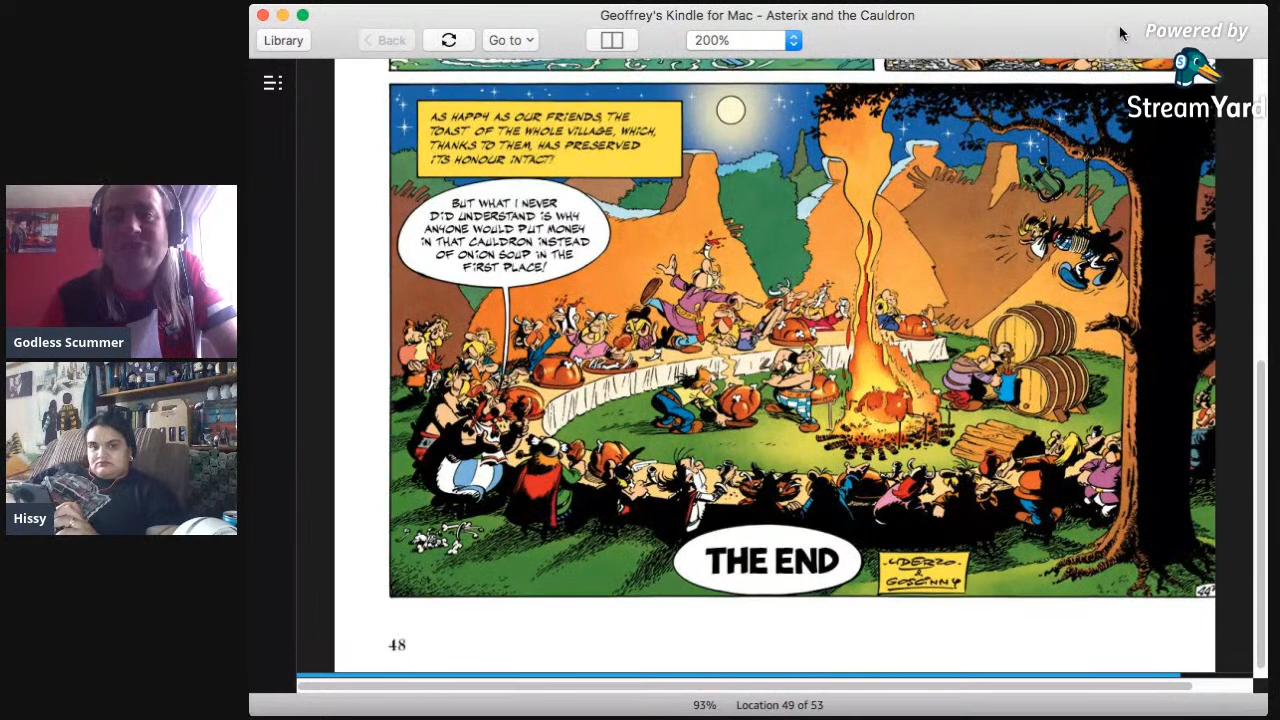 Geoffrey's Kindle for Mac - Asterix and the Cauldron
Library
Back
Go to
200%
Powered by
StreamYard
AS HAPPY AS OUR FRIENDS, THE
TOAST OF THE WHOLE VILLAGE, WHICH,
THANKS TO THEM, HAS PRESERVED
ITS HONOUR INTACT!
BUT WHAT I NEVER
DID UNDERSTAND IS WHY
ANYONE WOULD PUT MONEY
IN THAT CAULDRON INSTEAD
OF ONION SOUP IN THE
FIRST PLACE!
THE END
UDERZO
&
GOSCINNY
48
Godless Scummer
Hissy
93%
Location 49 of 53